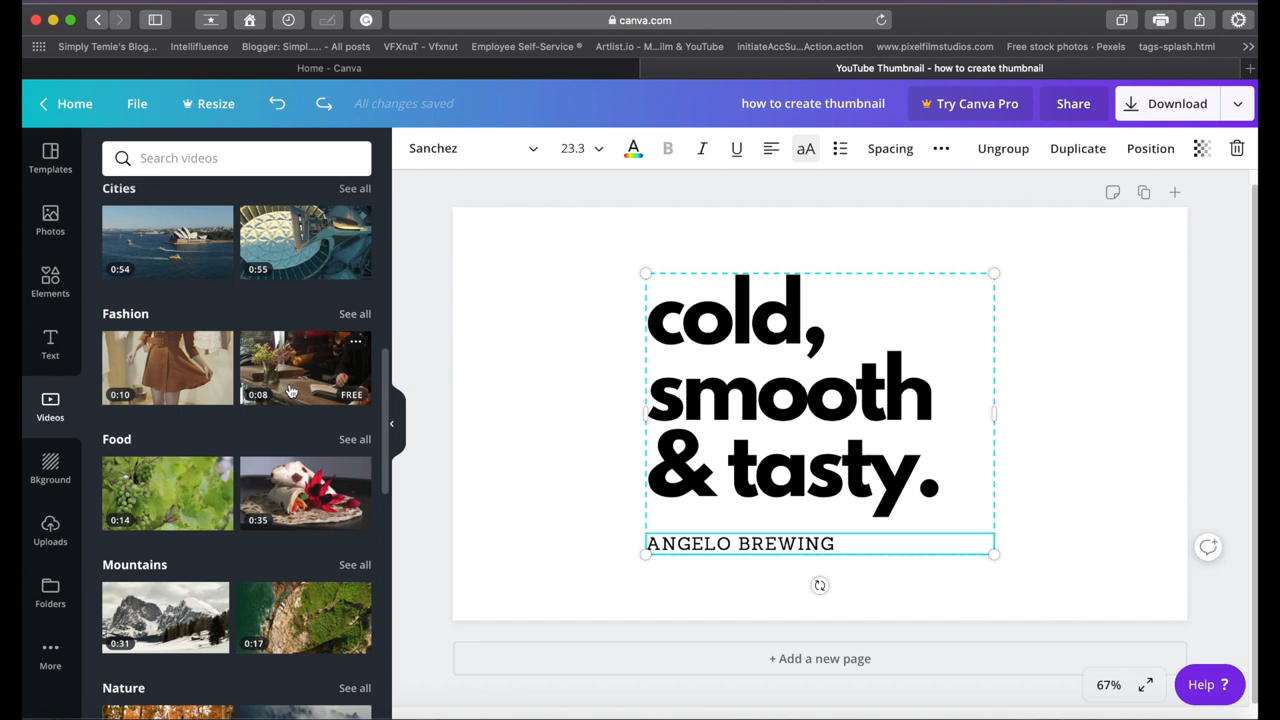 canva.com
Simply Temie's Blog...
Intellifluence
Blogger: Simpl..... - All posts
VFXnuT - Vfxnut
Employee Self-Service ®
Artlist.io - M...ilm & YouTube
initiateAccSu...Action.action
www.pixelfilmstudios.com
Free stock photos · Pexels
tags-splash.html
Home - Canva
YouTube Thumbnail - how to create thumbnail
Home
File
Resize
All changes saved
how to create thumbnail
Try Canva Pro
Share
Download
Templates
Photos
Elements
Text
Videos
Bkground
Uploads
Folders
More
Search videos
Cities
See all
0:54
0:55
Fashion
See all
0:10
0:08
FREE
Food
See all
0:14
0:35
Mountains
See all
0:31
0:17
Nature
See all
Sanchez
23.3
A
B
I
U
aA
Spacing
Ungroup
Duplicate
Position
cold,
smooth
& tasty.
ANGELO BREWING
+ Add a new page
67%
Help ?